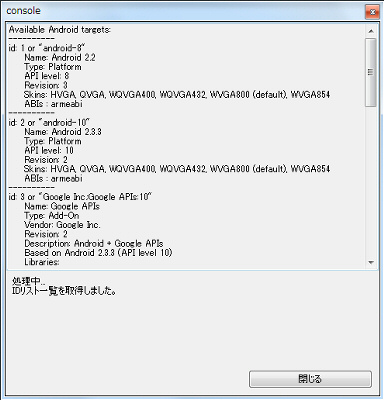 console
Available Android targets:
----------
id: 1 or "android-8"
Name: Android 2.2
Type: Platform
API level: 8
Revision: 3
Skins: HVGA, QVGA, WQVGA400, WQVGA432, WVGA800 (default), WVGA854
ABIs : armeabi
----------
id: 2 or "android-10"
Name: Android 2.3.3
Type: Platform
API level: 10
Revision: 2
Skins: HVGA, QVGA, WQVGA400, WQVGA432, WVGA800 (default), WVGA854
ABIs : armeabi
----------
id: 3 or "Google Inc.:Google APIs:10"
Name: Google APIs
Type: Add-On
Vendor: Google Inc.
Revision: 2
Description: Android + Google APIs
Based on Android 2.3.3 (API level 10)
Libraries:
処理中...
IDリスト一覧を取得しました。
閉じる